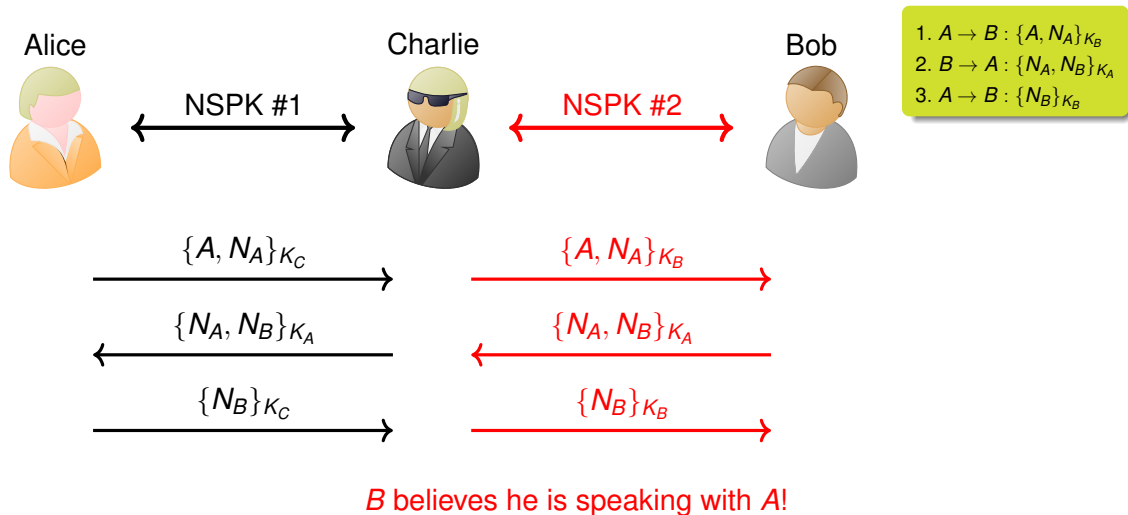 Alice
Charlie
Bob
1. A → B : {A, N_A}_{K_B}
2. B → A : {N_A, N_B}_{K_A}
3. A → B : {N_B}_{K_B}
NSPK #1
NSPK #2
{A, N_A}_{K_C}
{A, N_A}_{K_B}
{N_A, N_B}_{K_A}
{N_A, N_B}_{K_A}
{N_B}_{K_C}
{N_B}_{K_B}
B believes he is speaking with A!